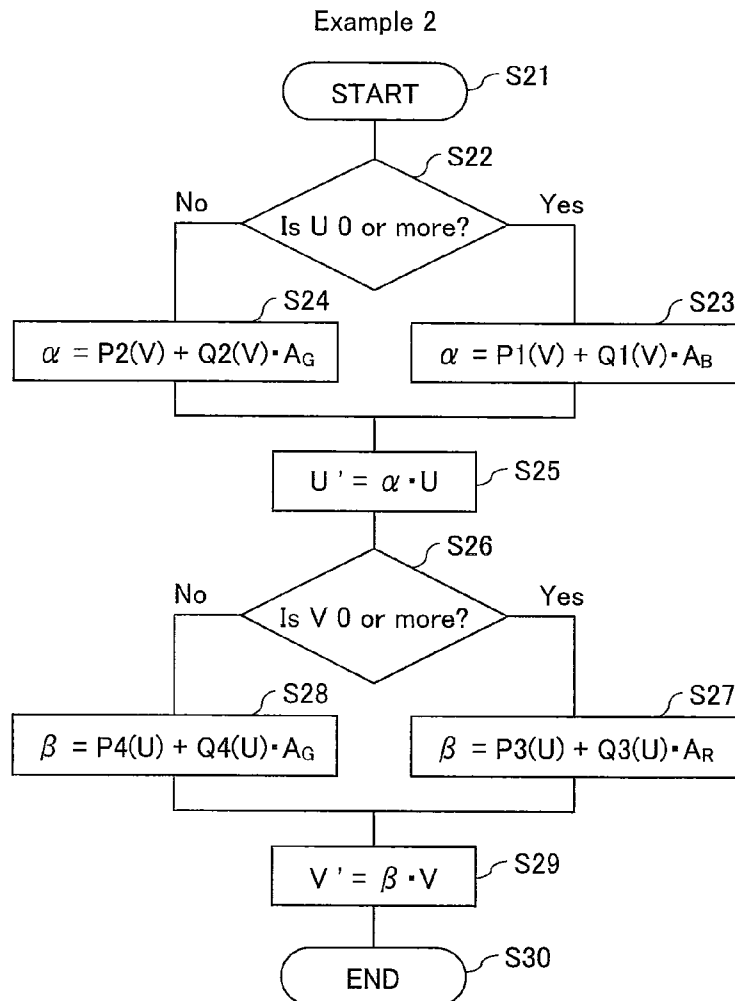 Example 2
START
S21
S22
No
Is U 0 or more?
Yes
S24
S23
α = P2(V) + Q2(V)・A_G
α = P1(V) + Q1(V)・A_B
U ' = α・U
S25
S26
No
Is V 0 or more?
Yes
S28
S27
β = P4(U) + Q4(U)・A_G
β = P3(U) + Q3(U)・A_R
V ' = β・V
S29
END
S30